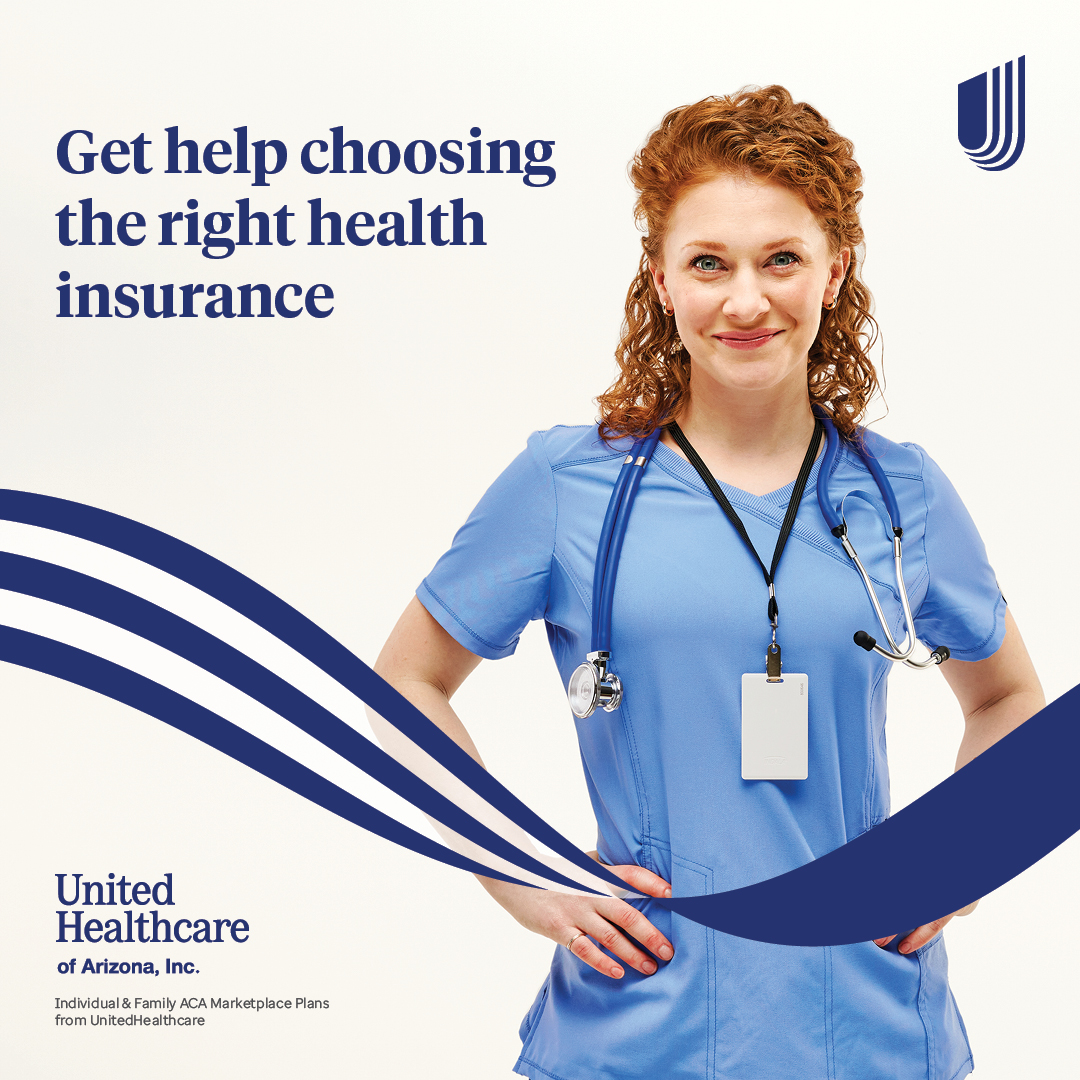 Get help choosing
the right health
insurance
United
Healthcare
of Arizona, Inc.
Individual & Family ACA Marketplace Plans
from UnitedHealthcare